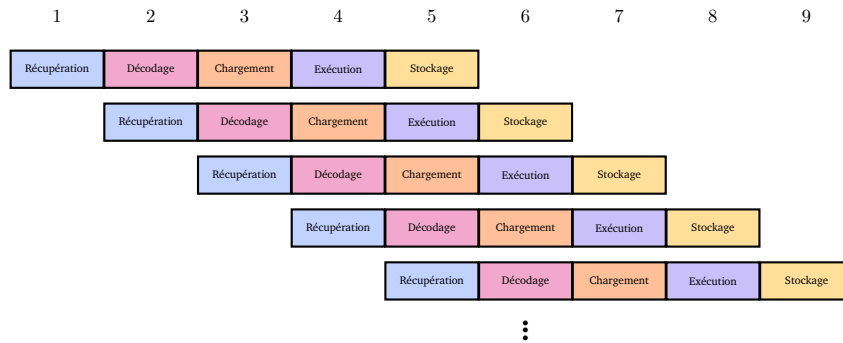 1 2 3 4 5 6 7 8 9
Récupération Décodage Chargement Exécution Stockage
Récupération Décodage Chargement Exécution Stockage
Récupération Décodage Chargement Exécution Stockage
Récupération Décodage Chargement Exécution Stockage
Récupération Décodage Chargement Exécution Stockage